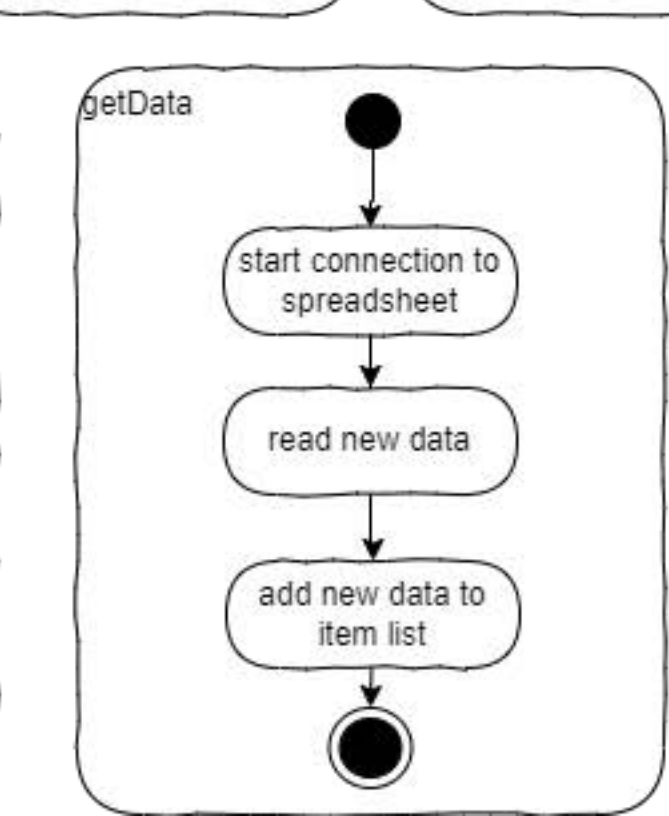 getData
start connection to
spreadsheet
read new data
add new data to
item list